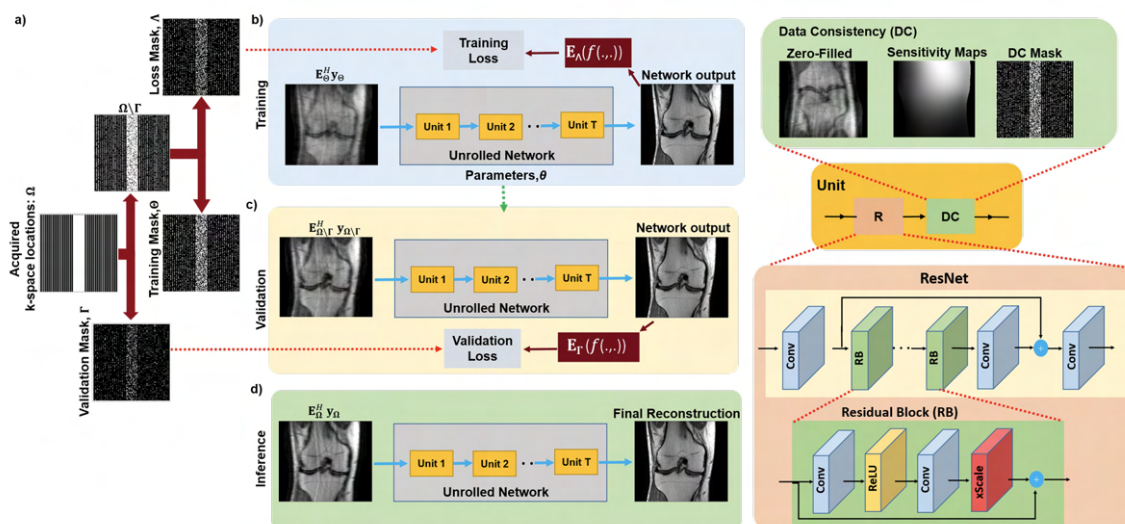 a)
Loss Mask, Λ
Ω\Γ
Acquired
k-space locations: Ω
Training Mask,Θ
Validation Mask, Γ
b)
Training
E_Θ^H y_Θ
Training
Loss
E_Λ(f(.,.))
Network output
Unit 1
Unit 2
Unit T
Unrolled Network
Parameters,θ
c)
Validation
E_{Ω\Γ}^H y_{Ω\Γ}
Network output
Unit 1
Unit 2
Unit T
Unrolled Network
Validation
Loss
E_Γ(f(.,.))
d)
Inference
E_Ω^H y_Ω
Final Reconstruction
Unit 1
Unit 2
Unit T
Unrolled Network
Data Consistency (DC)
Zero-Filled
Sensitivity Maps
DC Mask
Unit
R
DC
ResNet
Conv
RB
RB
Conv
+
Conv
Residual Block (RB)
Conv
ReLU
Conv
xScale
+